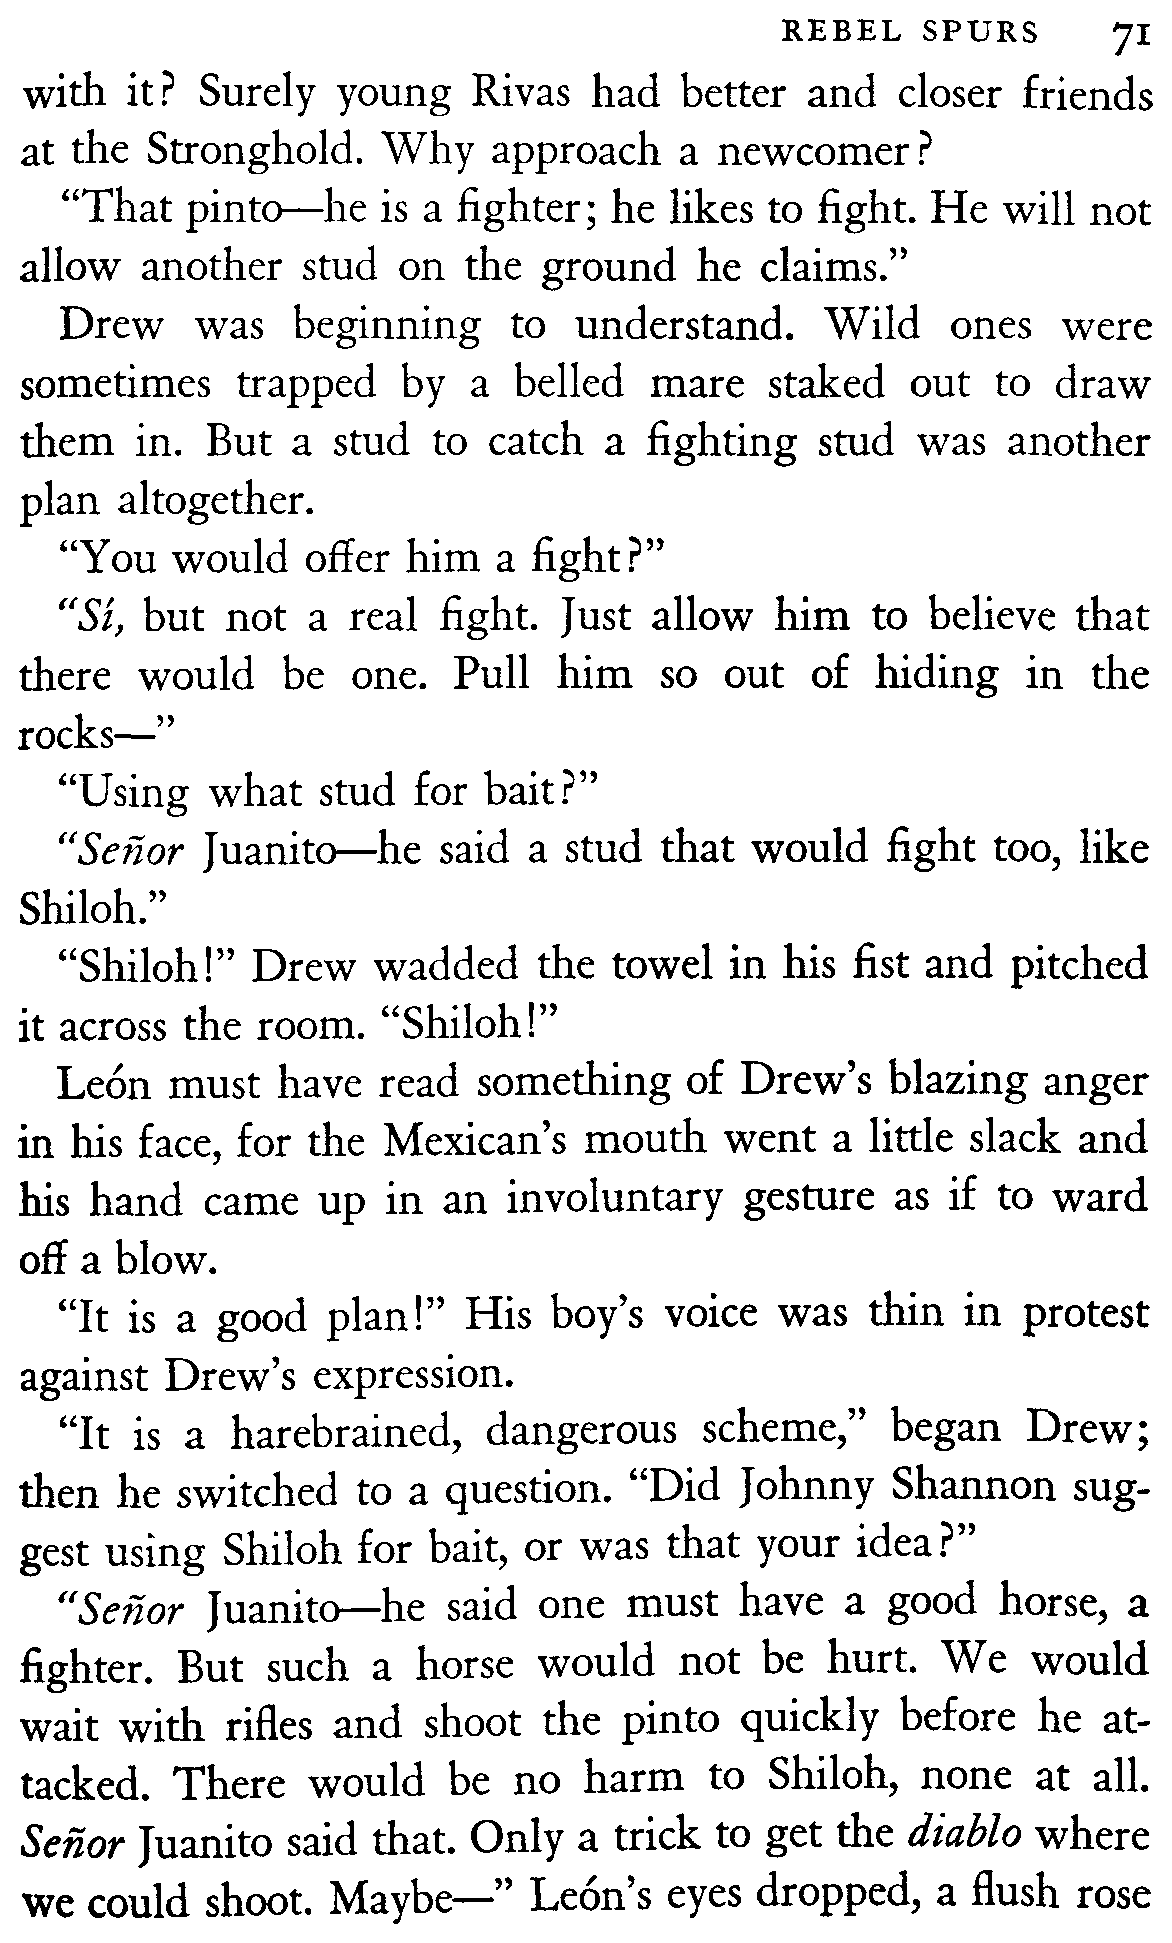 REBEL SPURS 71
with it? Surely young Rivas had better and closer friends
at the Stronghold. Why approach a newcomer?
“That pinto—he is a fighter; he likes to fight. He will not
allow another stud on the ground he claims.”
Drew was beginning to understand. Wild ones were
sometimes trapped by a belled mare staked out to draw
them in. But a stud to catch a fighting stud was another
plan altogether.
“You would offer him a fight?”
“Sí, but not a real fight. Just allow him to believe that
there would be one. Pull him so out of hiding in the
rocks—”
“Using what stud for bait?”
“Señor Juanito—he said a stud that would fight too, like
Shiloh.”
“Shiloh!” Drew wadded the towel in his fist and pitched
it across the room. “Shiloh!”
León must have read something of Drew’s blazing anger
in his face, for the Mexican’s mouth went a little slack and
his hand came up in an involuntary gesture as if to ward
off a blow.
“It is a good plan!” His boy’s voice was thin in protest
against Drew’s expression.
“It is a harebrained, dangerous scheme,” began Drew;
then he switched to a question. “Did Johnny Shannon sug-
gest using Shiloh for bait, or was that your idea?”
“Señor Juanito—he said one must have a good horse, a
fighter. But such a horse would not be hurt. We would
wait with rifles and shoot the pinto quickly before he at-
tacked. There would be no harm to Shiloh, none at all.
Señor Juanito said that. Only a trick to get the diablo where
we could shoot. Maybe—” León’s eyes dropped, a flush rose